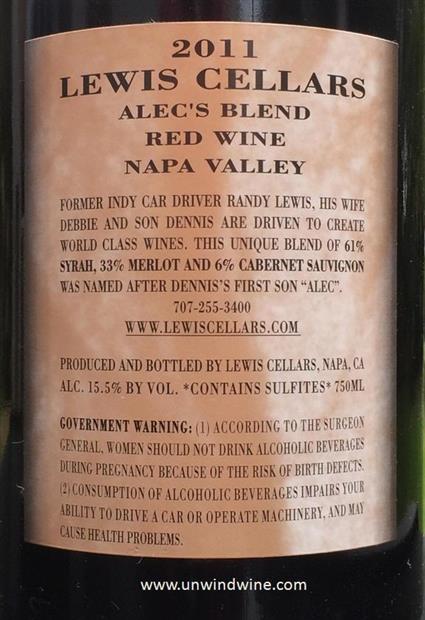 2011
LEWIS CELLARS
ALEC'S BLEND
RED WINE
NAPA VALLEY
FORMER INDY CAR DRIVER RANDY LEWIS, HIS WIFE
DEBBIE AND SON DENNIS ARE DRIVEN TO CREATE
WORLD CLASS WINES. THIS UNIQUE BLEND OF 61%
SYRAH, 33% MERLOT AND 6% CABERNET SAUVIGNON
WAS NAMED AFTER DENNIS'S FIRST SON "ALEC".
707-255-3400
WWW.LEWISCELLARS.COM
PRODUCED AND BOTTLED BY LEWIS CELLARS, NAPA, CA
ALC. 15.5% BY VOL. *CONTAINS SULFITES* 750ML
GOVERNMENT WARNING: (1) ACCORDING TO THE SURGEON
GENERAL, WOMEN SHOULD NOT DRINK ALCOHOLIC BEVERAGES
DURING PREGNANCY BECAUSE OF THE RISK OF BIRTH DEFECTS.
(2) CONSUMPTION OF ALCOHOLIC BEVERAGES IMPAIRS YOUR
ABILITY TO DRIVE A CAR OR OPERATE MACHINERY, AND MAY
CAUSE HEALTH PROBLEMS.
www.unwindwine.com